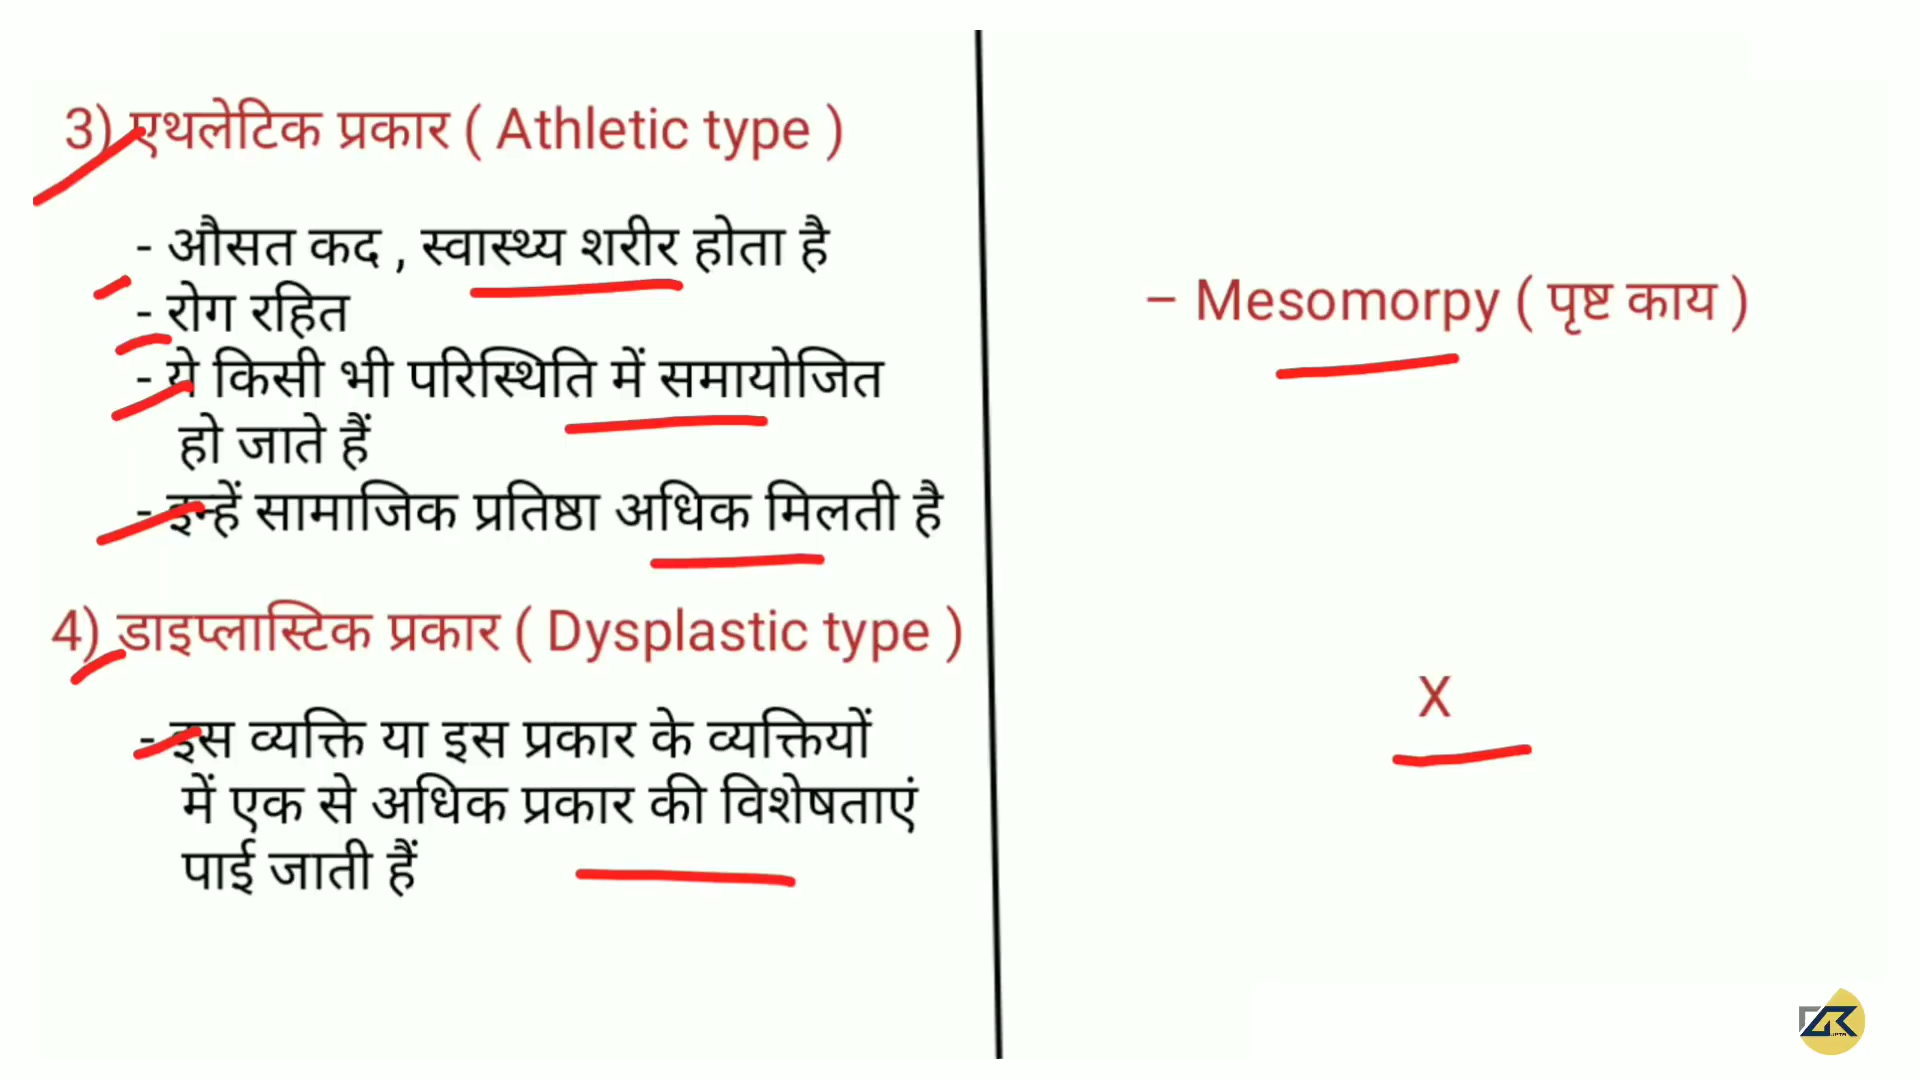 3) एथलेटिक प्रकार ( Athletic type )
- औसत कद , स्वास्थ्य शरीर होता है
- रोग रहित
- ये किसी भी परिस्थिति में समायोजित
हो जाते हैं
- इन्हें सामाजिक प्रतिष्ठा अधिक मिलती है
4) डाइप्लास्टिक प्रकार ( Dysplastic type )
- इस व्यक्ति या इस प्रकार के व्यक्तियों
में एक से अधिक प्रकार की विशेषताएं
पाई जाती हैं
– Mesomorpy ( पृष्ट काय )
X